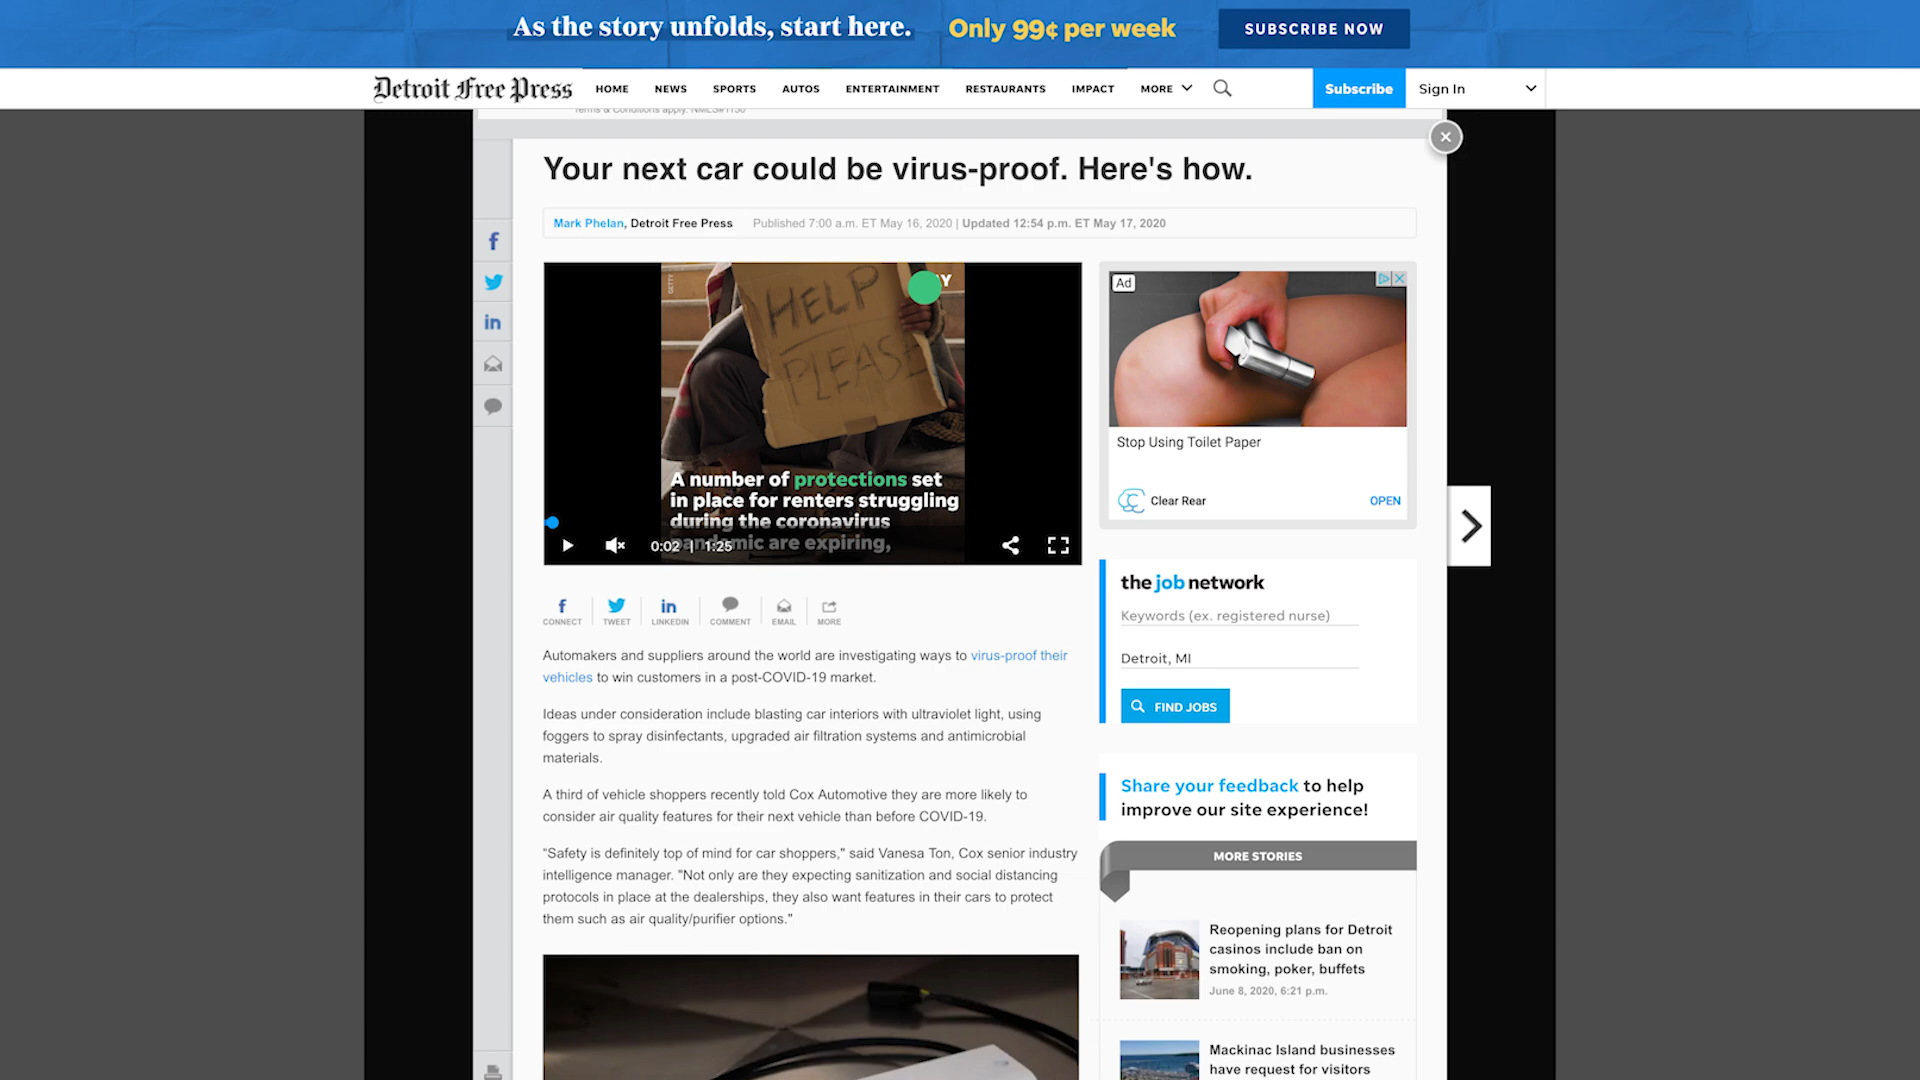 As the story unfolds, start here.
Only 99¢ per week
SUBSCRIBE NOW
Detroit Free Press
HOME
NEWS
SPORTS
AUTOS
ENTERTAINMENT
RESTAURANTS
IMPACT
MORE
Subscribe
Sign In
Terms & Conditions apply. NMLS#1136
Your next car could be virus-proof. Here's how.
Mark Phelan, Detroit Free Press
Published 7:00 a.m. ET May 16, 2020 | Updated 12:54 p.m. ET May 17, 2020
GETTY
Y
HELP
PLEASE
A number of protections set
in place for renters struggling
during the coronavirus
pandemic are expiring,
0:02 | 1:25
Ad
Stop Using Toilet Paper
Clear Rear
OPEN
CONNECT
TWEET
LINKEDIN
COMMENT
EMAIL
MORE
Automakers and suppliers around the world are investigating ways to virus-proof their
vehicles to win customers in a post-COVID-19 market.
Ideas under consideration include blasting car interiors with ultraviolet light, using
foggers to spray disinfectants, upgraded air filtration systems and antimicrobial
materials.
A third of vehicle shoppers recently told Cox Automotive they are more likely to
consider air quality features for their next vehicle than before COVID-19.
"Safety is definitely top of mind for car shoppers," said Vanesa Ton, Cox senior industry
intelligence manager. "Not only are they expecting sanitization and social distancing
protocols in place at the dealerships, they also want features in their cars to protect
them such as air quality/purifier options."
the job network
Keywords (ex. registered nurse)
Detroit, MI
FIND JOBS
Share your feedback to help
improve our site experience!
MORE STORIES
Reopening plans for Detroit
casinos include ban on
smoking, poker, buffets
June 8, 2020, 6:21 p.m.
Mackinac Island businesses
have request for visitors